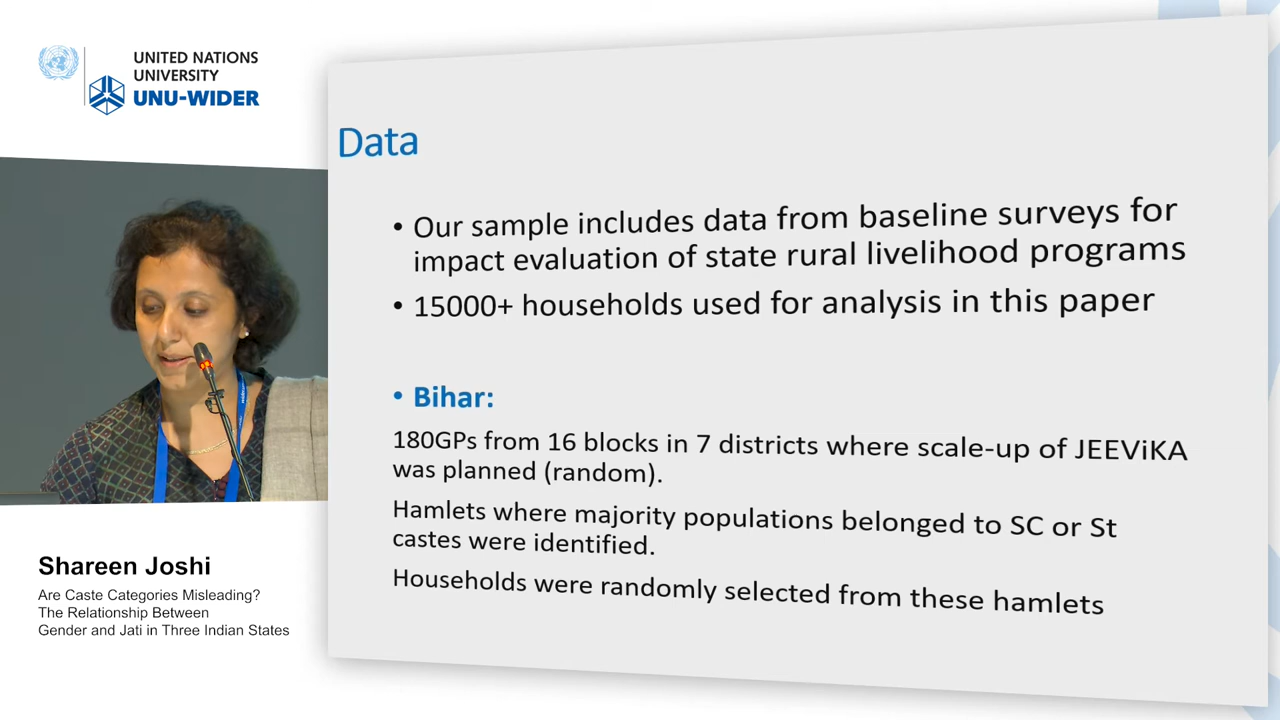 UNITED NATIONS
UNIVERSITY
UNU-WIDER
Data
• Our sample includes data from baseline surveys for
impact evaluation of state rural livelihood programs
• 15000+ households used for analysis in this paper
• Bihar:
180GPs from 16 blocks in 7 districts where scale-up of JEEViKA
was planned (random).
Hamlets where majority populations belonged to SC or St
castes were identified.
Households were randomly selected from these hamlets
Shareen Joshi
Are Caste Categories Misleading?
The Relationship Between
Gender and Jati in Three Indian States